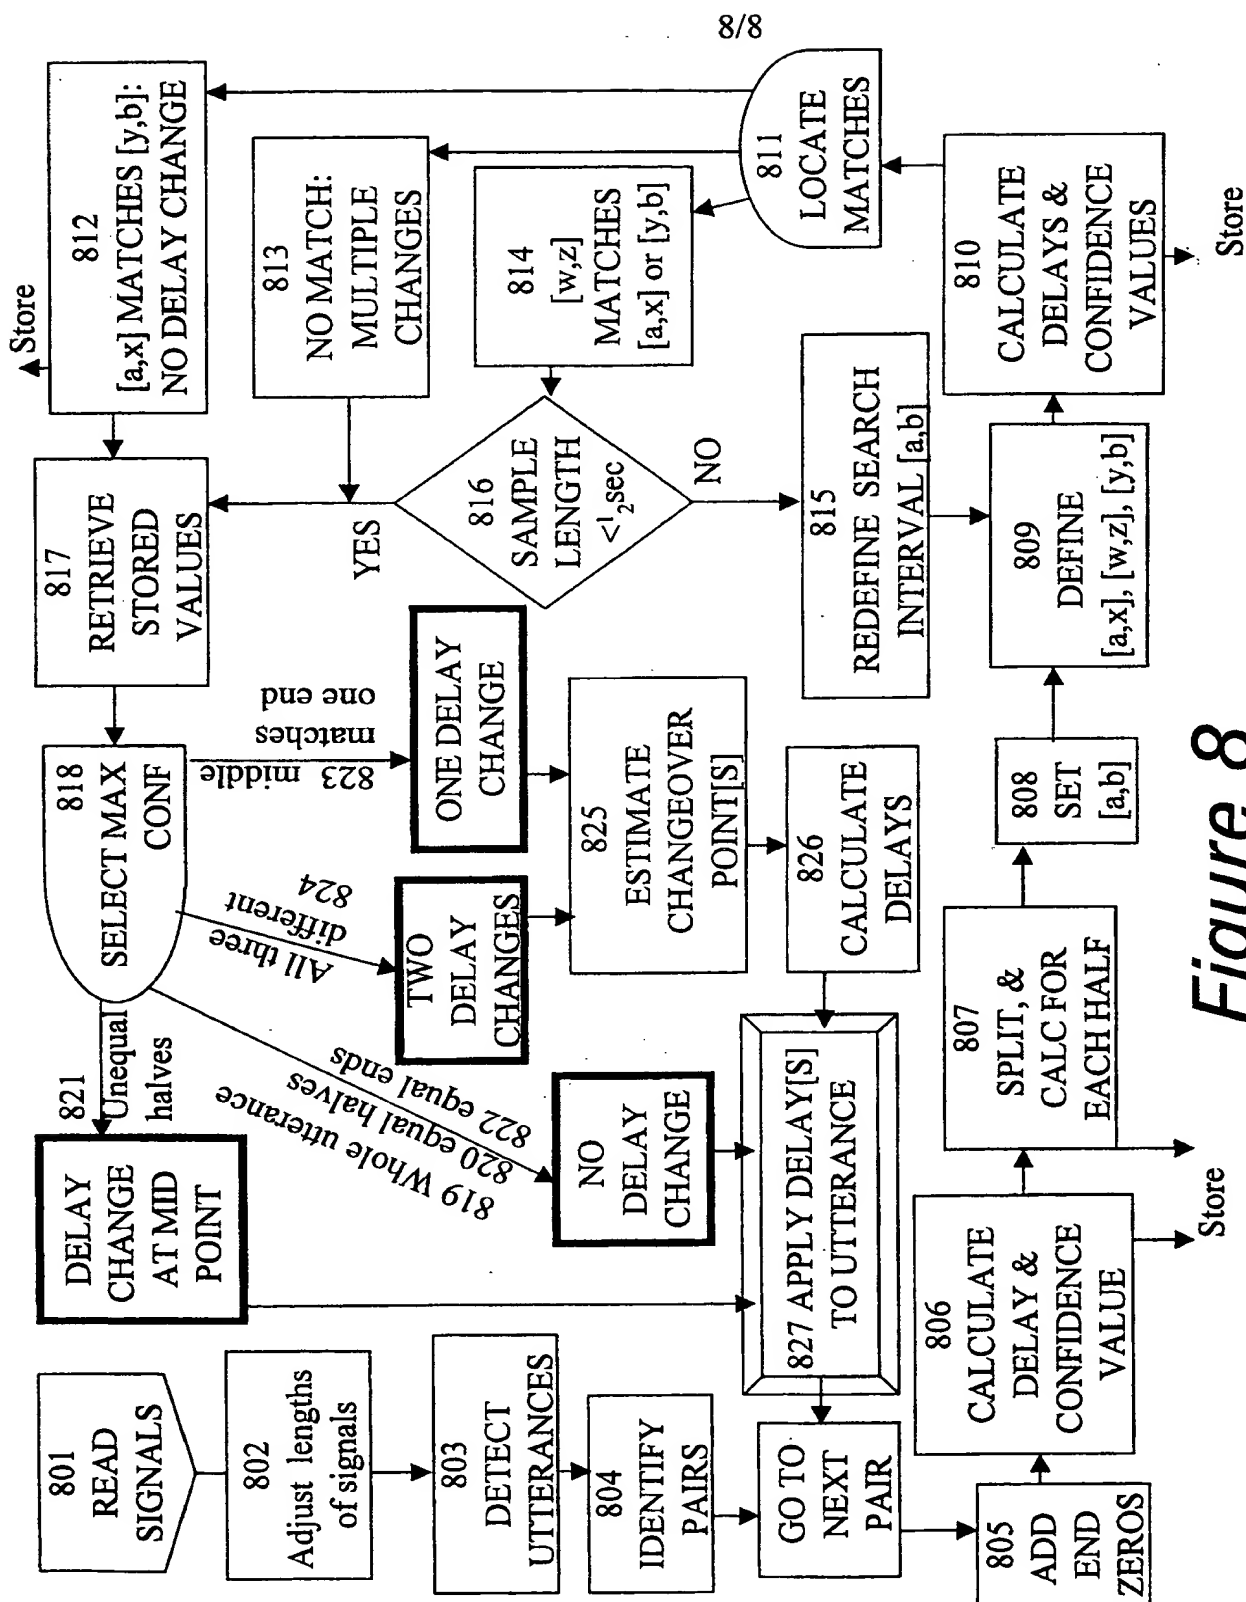 8/8
801
READ
SIGNALS
802
Adjust lengths
of signals
803
DETECT
UTTERANCES
804
IDENTIFY
PAIRS
GO TO
NEXT
PAIR
805
ADD
END
ZEROS
806
CALCULATE
DELAY &
CONFIDENCE
VALUE
Store
807
SPLIT, &
CALC FOR
EACH HALF
808
SET
[a,b]
809
DEFINE
[a,x], [w,z], [y,b]
810
CALCULATE
DELAYS &
CONFIDENCE
VALUES
Store
811
LOCATE
MATCHES
812
[a,x] MATCHES [y,b]:
NO DELAY CHANGE
Store
813
NO MATCH:
MULTIPLE
CHANGES
814
[w,z]
MATCHES
[a,x] or [y,b]
816
SAMPLE
LENGTH
<½sec
YES
NO
815
REDEFINE SEARCH
INTERVAL [a,b]
817
RETRIEVE
STORED
VALUES
818
SELECT MAX
CONF
819 Whole utterance
820 equal halves
822 equal ends
NO
DELAY
CHANGE
821
Unequal
halves
DELAY
CHANGE
AT MID
POINT
823 middle
matches
one end
ONE DELAY
CHANGE
All three
different
824
TWO
DELAY
CHANGES
825
ESTIMATE
CHANGEOVER
POINT[S]
826
CALCULATE
DELAYS
827 APPLY DELAY[S]
TO UTTERANCE
Figure 8